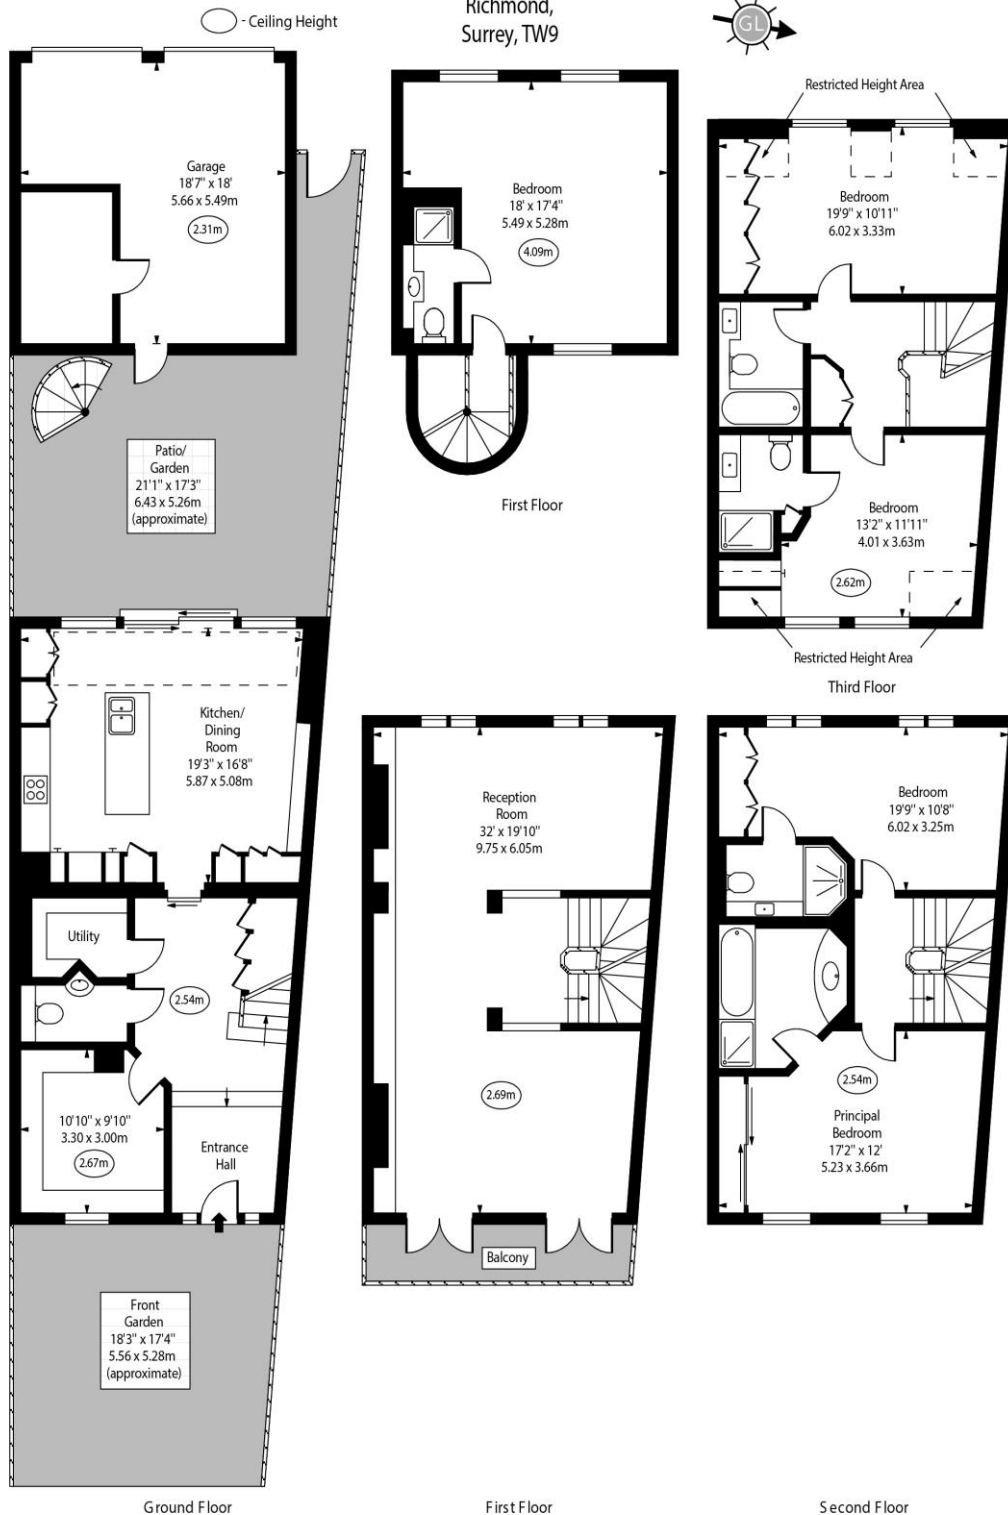 - Ceiling Height
Richmond,
Surrey, TW9
GL
Garage
18'7" x 18'
5.66 x 5.49m
2.31m
Patio/
Garden
21'1" x 17'3"
6.43 x 5.26m
(approximate)
Kitchen/
Dining
Room
19'3" x 16'8"
5.87 x 5.08m
Utility
2.54m
10'10" x 9'10"
3.30 x 3.00m
2.67m
Entrance
Hall
Front
Garden
18'3" x 17'4"
5.56 x 5.28m
(approximate)
Ground Floor
Bedroom
18' x 17'4"
5.49 x 5.28m
4.09m
First Floor
Reception
Room
32' x 19'10"
9.75 x 6.05m
2.69m
Balcony
First Floor
Restricted Height Area
Bedroom
19'9" x 10'11"
6.02 x 3.33m
Bedroom
13'2" x 11'11"
4.01 x 3.63m
2.62m
Restricted Height Area
Third Floor
Bedroom
19'9" x 10'8"
6.02 x 3.25m
2.54m
Principal
Bedroom
17'2" x 12'
5.23 x 3.66m
Second Floor